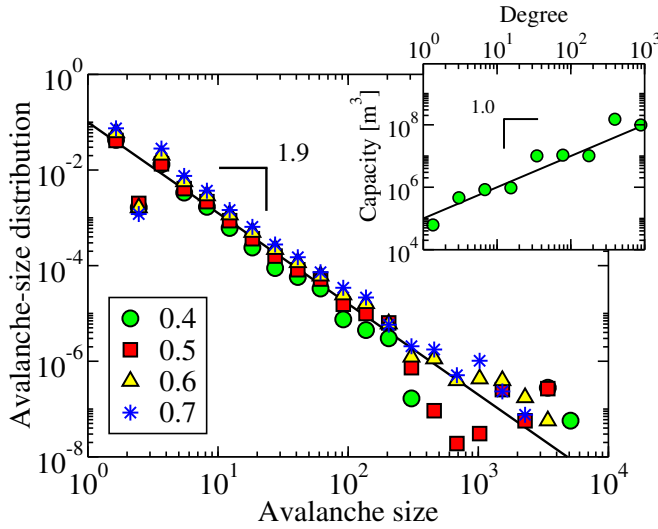 Degree
10^0 10^1 10^2 10^3
Capacity [m^3]
10^8
10^6
10^4
1.0
Avalanche-size distribution
10^0
10^-2
10^-4
10^-6
10^-8
1.9
0.4
0.5
0.6
0.7
10^0 10^1 10^2 10^3 10^4
Avalanche size